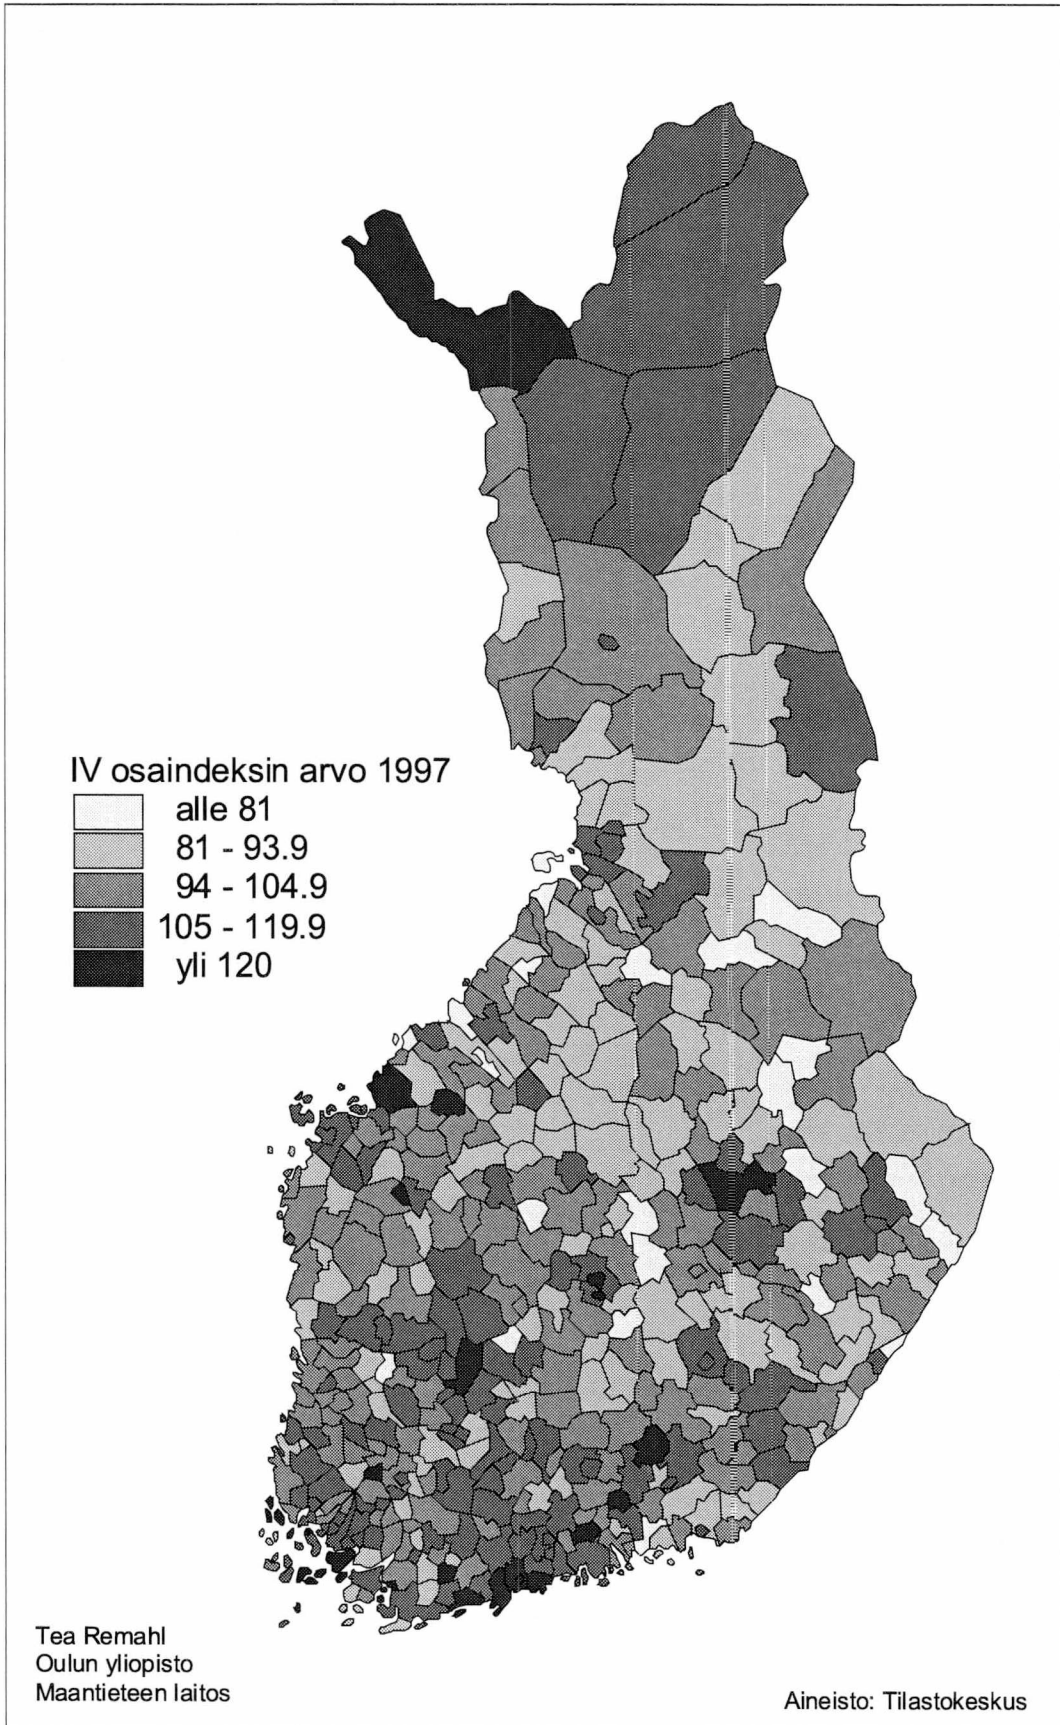 IV osaindeksin arvo 1997
alle 81
81 - 93.9
94 - 104.9
105 - 119.9
yli 120
Tea Remahl
Oulun yliopisto
Maantieteen laitos
Aineisto: Tilastokeskus